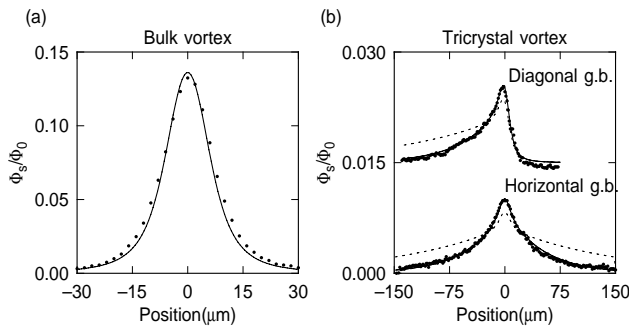 (a)
Bulk vortex
0.15
0.10
0.05
0.00
Φs/Φ0
−30
−15
0
15
30
Position(μm)
(b)
Tricrystal vortex
0.030
0.015
0.000
Φs/Φ0
Diagonal g.b.
Horizontal g.b.
−150
−75
0
75
150
Position(μm)